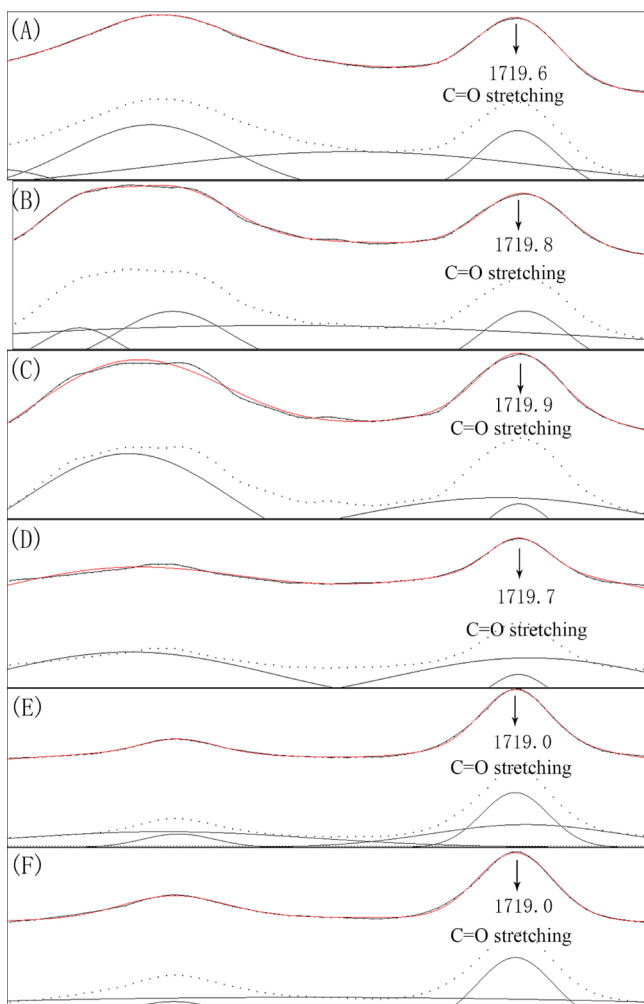 (A)
1719.6
C=O stretching
(B)
1719.8
C=O stretching
(C)
1719.9
C=O stretching
(D)
1719.7
C=O stretching
(E)
1719.0
C=O stretching
(F)
1719.0
C=O stretching